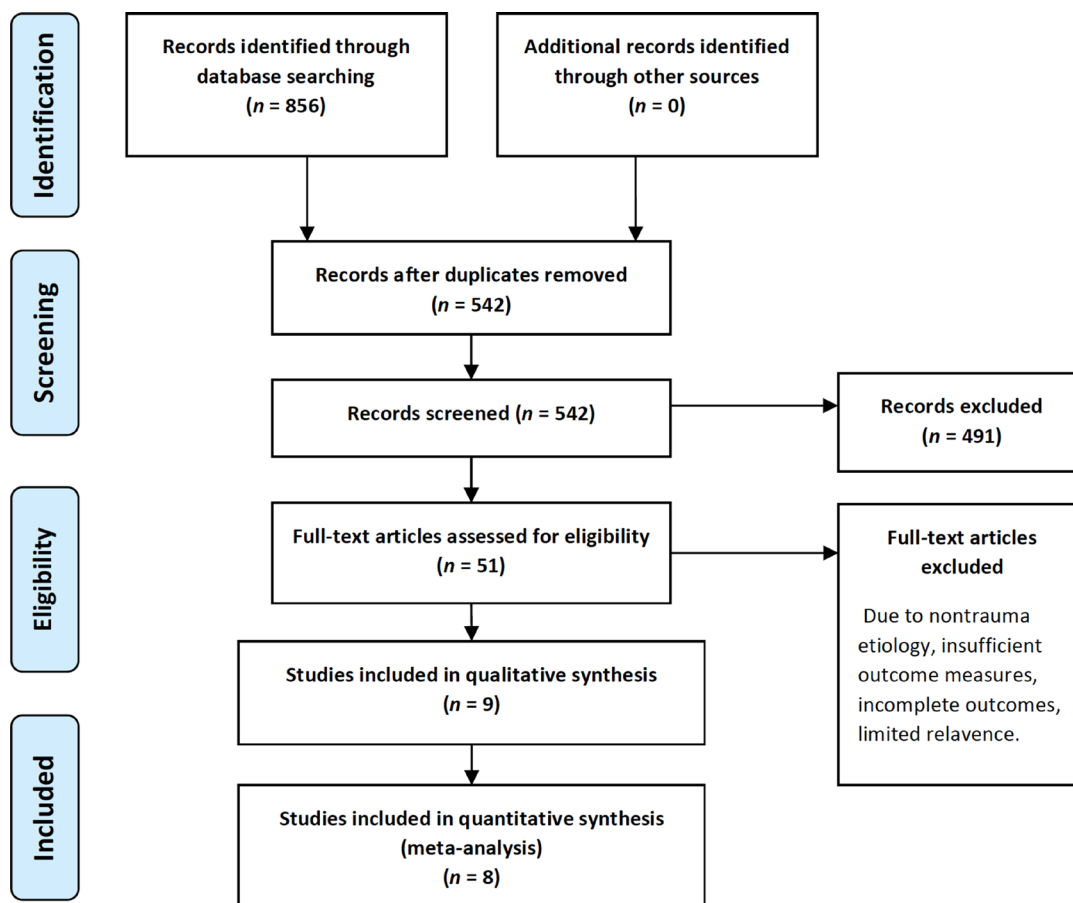 Identification
Records identified through
database searching
(n = 856)
Additional records identified
through other sources
(n = 0)
Screening
Records after duplicates removed
(n = 542)
Records screened (n = 542)
Records excluded
(n = 491)
Eligibility
Full-text articles assessed for eligibility
(n = 51)
Full-text articles
excluded
Due to nontrauma
etiology, insufficient
outcome measures,
incomplete outcomes,
limited relavence.
Studies included in qualitative synthesis
(n = 9)
Included
Studies included in quantitative synthesis
(meta-analysis)
(n = 8)